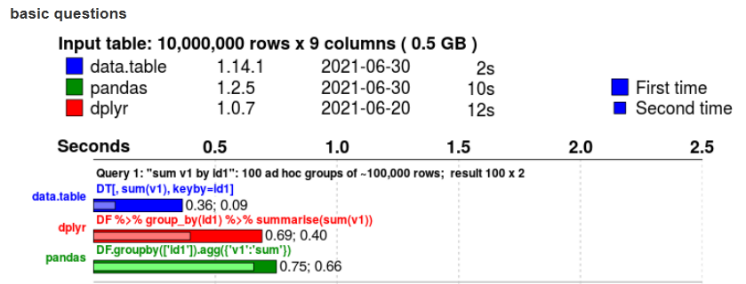 basic questions
Input table: 10,000,000 rows x 9 columns ( 0.5 GB )
data.table 1.14.1 2021-06-30 2s
pandas 1.2.5 2021-06-30 10s First time
dplyr 1.0.7 2021-06-20 12s Second time
Seconds 0.5 1.0 1.5 2.0 2.5
Query 1: "sum v1 by id1": 100 ad hoc groups of ~100,000 rows; result 100 x 2
DT[, sum(v1), keyby=id1]
data.table 0.36; 0.09
DF %>% group_by(id1) %>% summarise(sum(v1))
dplyr 0.69; 0.40
DF.groupby(['id1']).agg({'v1':'sum'})
pandas 0.75; 0.66